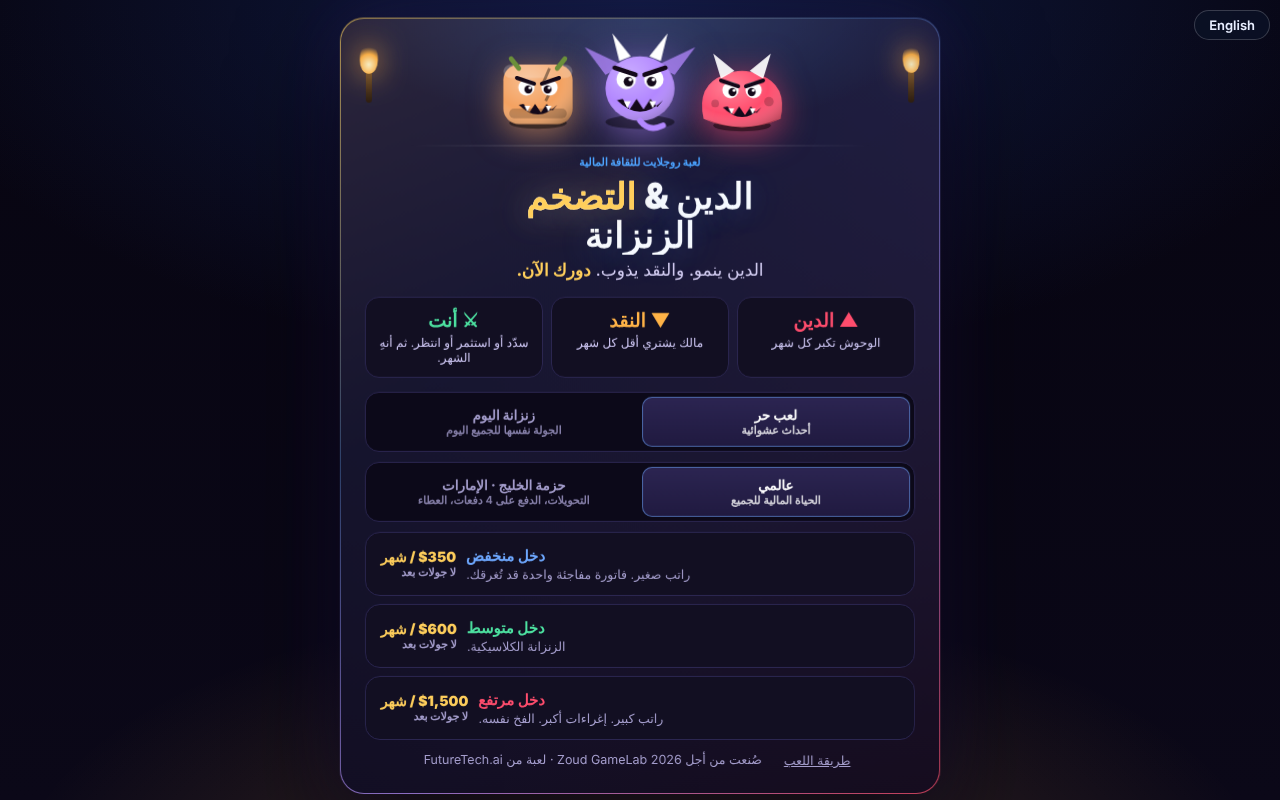 English
لعبة روجلايت للثقافة المالية
الدين & التضخم
الزنزانة
الدين ينمو. والنقد يذوب. دورك الآن.
▲ الدين
الوحوش تكبر كل شهر
▼ النقد
مالك يشتري أقل كل شهر
⚔ أنت
سدّد أو استثمر أو انتظر. ثم أنهِ
الشهر.
لعب حر
أحداث عشوائية
زنزانة اليوم
الجولة نفسها للجميع اليوم
عالمي
الحياة المالية للجميع
حزمة الخليج · الإمارات
التحويلات، الدفع على 4 دفعات، العطاء
دخل منخفض
راتب صغير. فاتورة مفاجئة واحدة قد تُغرقك.
$350 / شهر
لا جولات بعد
دخل متوسط
الزنزانة الكلاسيكية.
$600 / شهر
لا جولات بعد
دخل مرتفع
راتب كبير. إغراءات أكبر. الفخ نفسه.
$1,500 / شهر
لا جولات بعد
طريقة اللعب
صُنعت من أجل Zoud GameLab 2026 · لعبة من FutureTech.ai